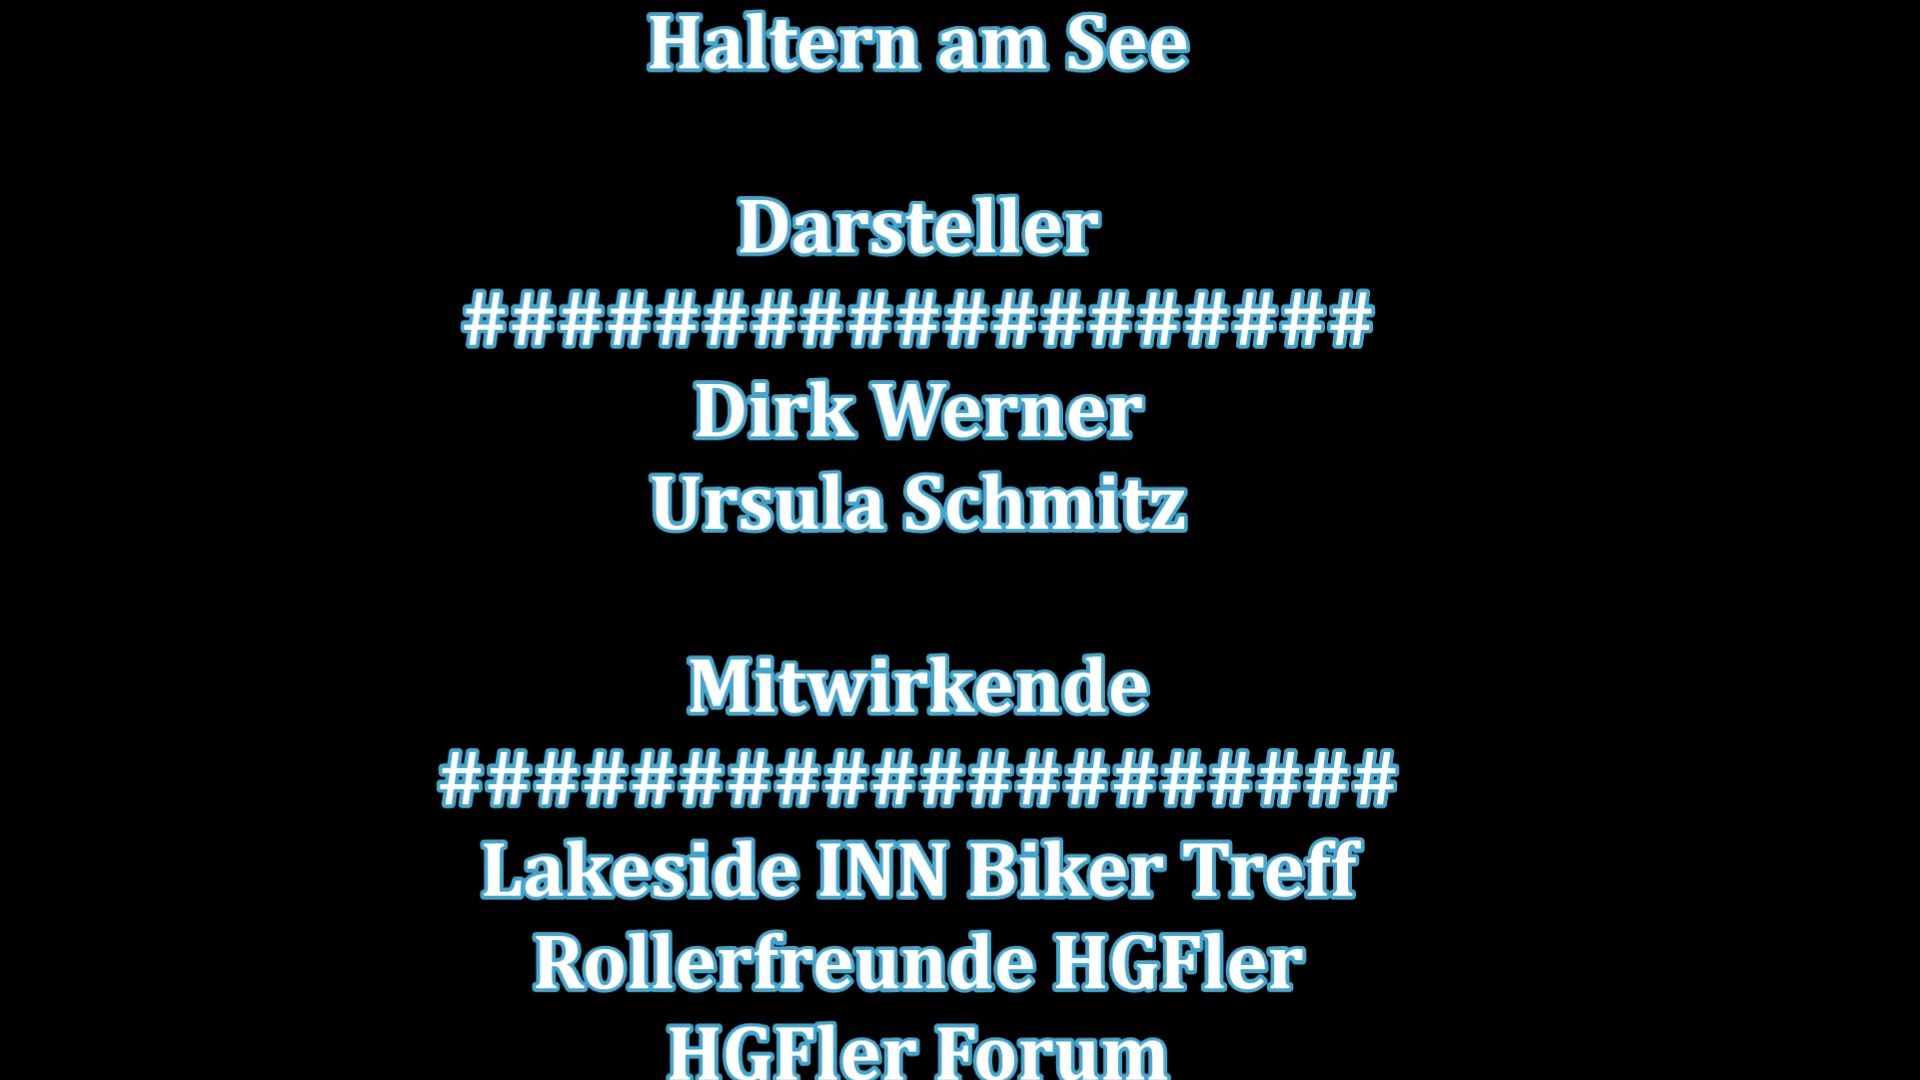 Haltern am See
Darsteller
###################
Dirk Werner
Ursula Schmitz
Mitwirkende
####################
Lakeside INN Biker Treff
Rollerfreunde HGFler
HGFler Forum